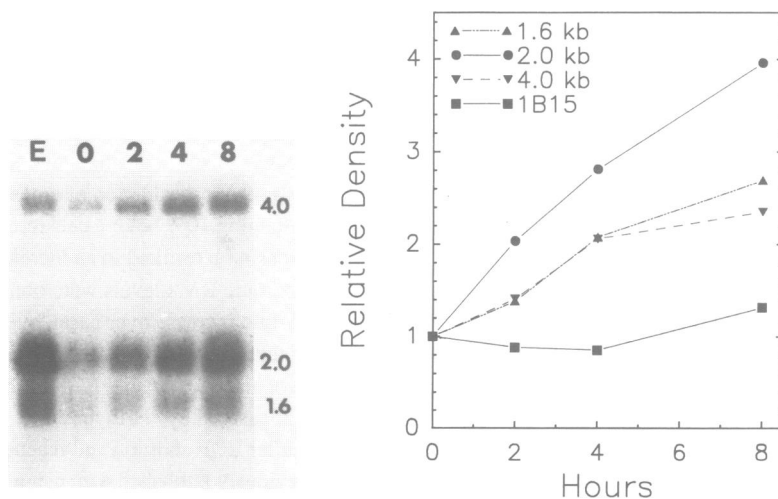 E 0 2 4 8
4.0
2.0
1.6
1.6 kb
2.0 kb
4.0 kb
1B15
4
3
2
1
0
Relative Density
0 2 4 6 8
Hours